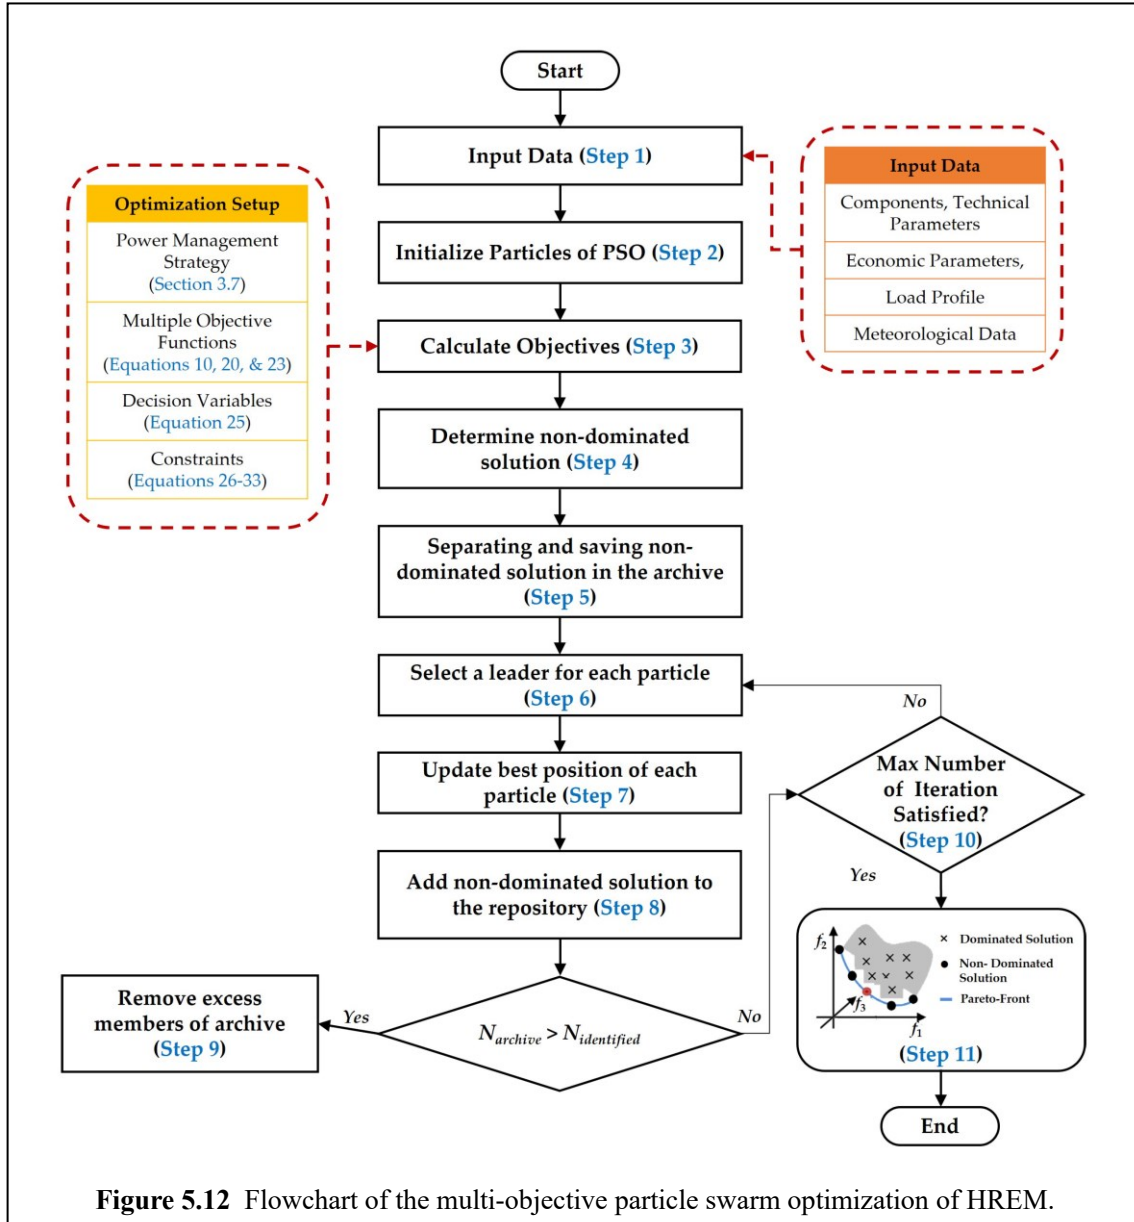 Start
Input Data (Step 1)
Initialize Particles of PSO (Step 2)
Calculate Objectives (Step 3)
Determine non-dominated
solution (Step 4)
Separating and saving non-
dominated solution in the archive
(Step 5)
Select a leader for each particle
(Step 6)
Update best position of each
particle (Step 7)
Add non-dominated solution to
the repository (Step 8)
N_archive > N_identified
Yes
No
Remove excess
members of archive
(Step 9)
Optimization Setup
Power Management
Strategy
(Section 3.7)
Multiple Objective
Functions
(Equations 10, 20, & 23)
Decision Variables
(Equation 25)
Constraints
(Equations 26-33)
Input Data
Components, Technical
Parameters
Economic Parameters,
Load Profile
Meteorological Data
No
Max Number
of Iteration
Satisfied?
(Step 10)
Yes
f2
f3
f1
× Dominated Solution
Non- Dominated
Solution
Pareto-Front
(Step 11)
End
Figure 5.12 Flowchart of the multi-objective particle swarm optimization of HREM.